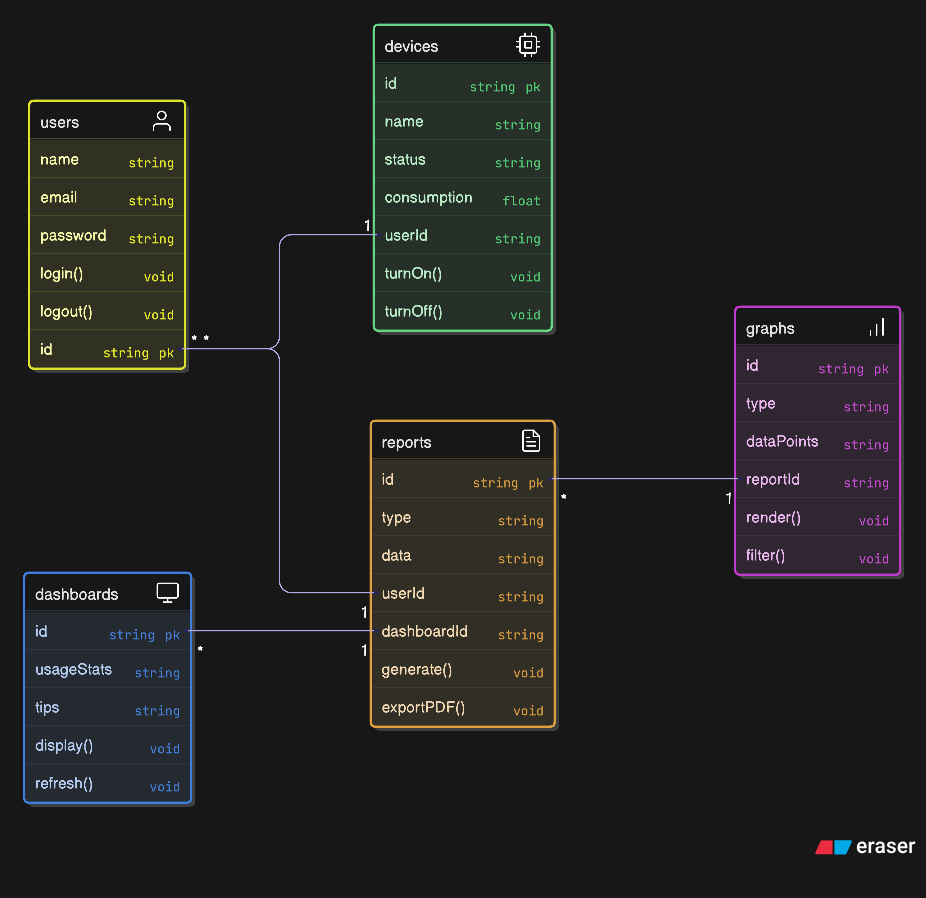 devices
id string pk
name string
status string
consumption float
1
userId string
turnOn() void
turnOff() void
users
name string
email string
password string
login() void
logout() void
* *
id string pk
graphs
id string pk
type string
dataPoints string
reportId string
1
render() void
filter() void
reports
id string pk
*
type string
data string
userId string
1
dashboardId string
1
generate() void
exportPDF() void
dashboards
id string pk
*
usageStats string
tips string
display() void
refresh() void
eraser